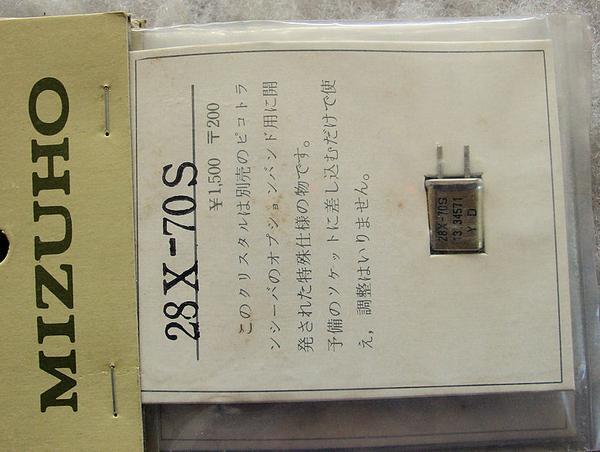 MIZUHO
28X-70S
¥1,500 〒200
このクリスタルは別売のピコトラ
ンシーバのオプションバンド用に開
発された特殊仕様の物です。
予備のソケットに差し込むだけで使
え，調整はいりません。
28X-70S
13.34571
Y D